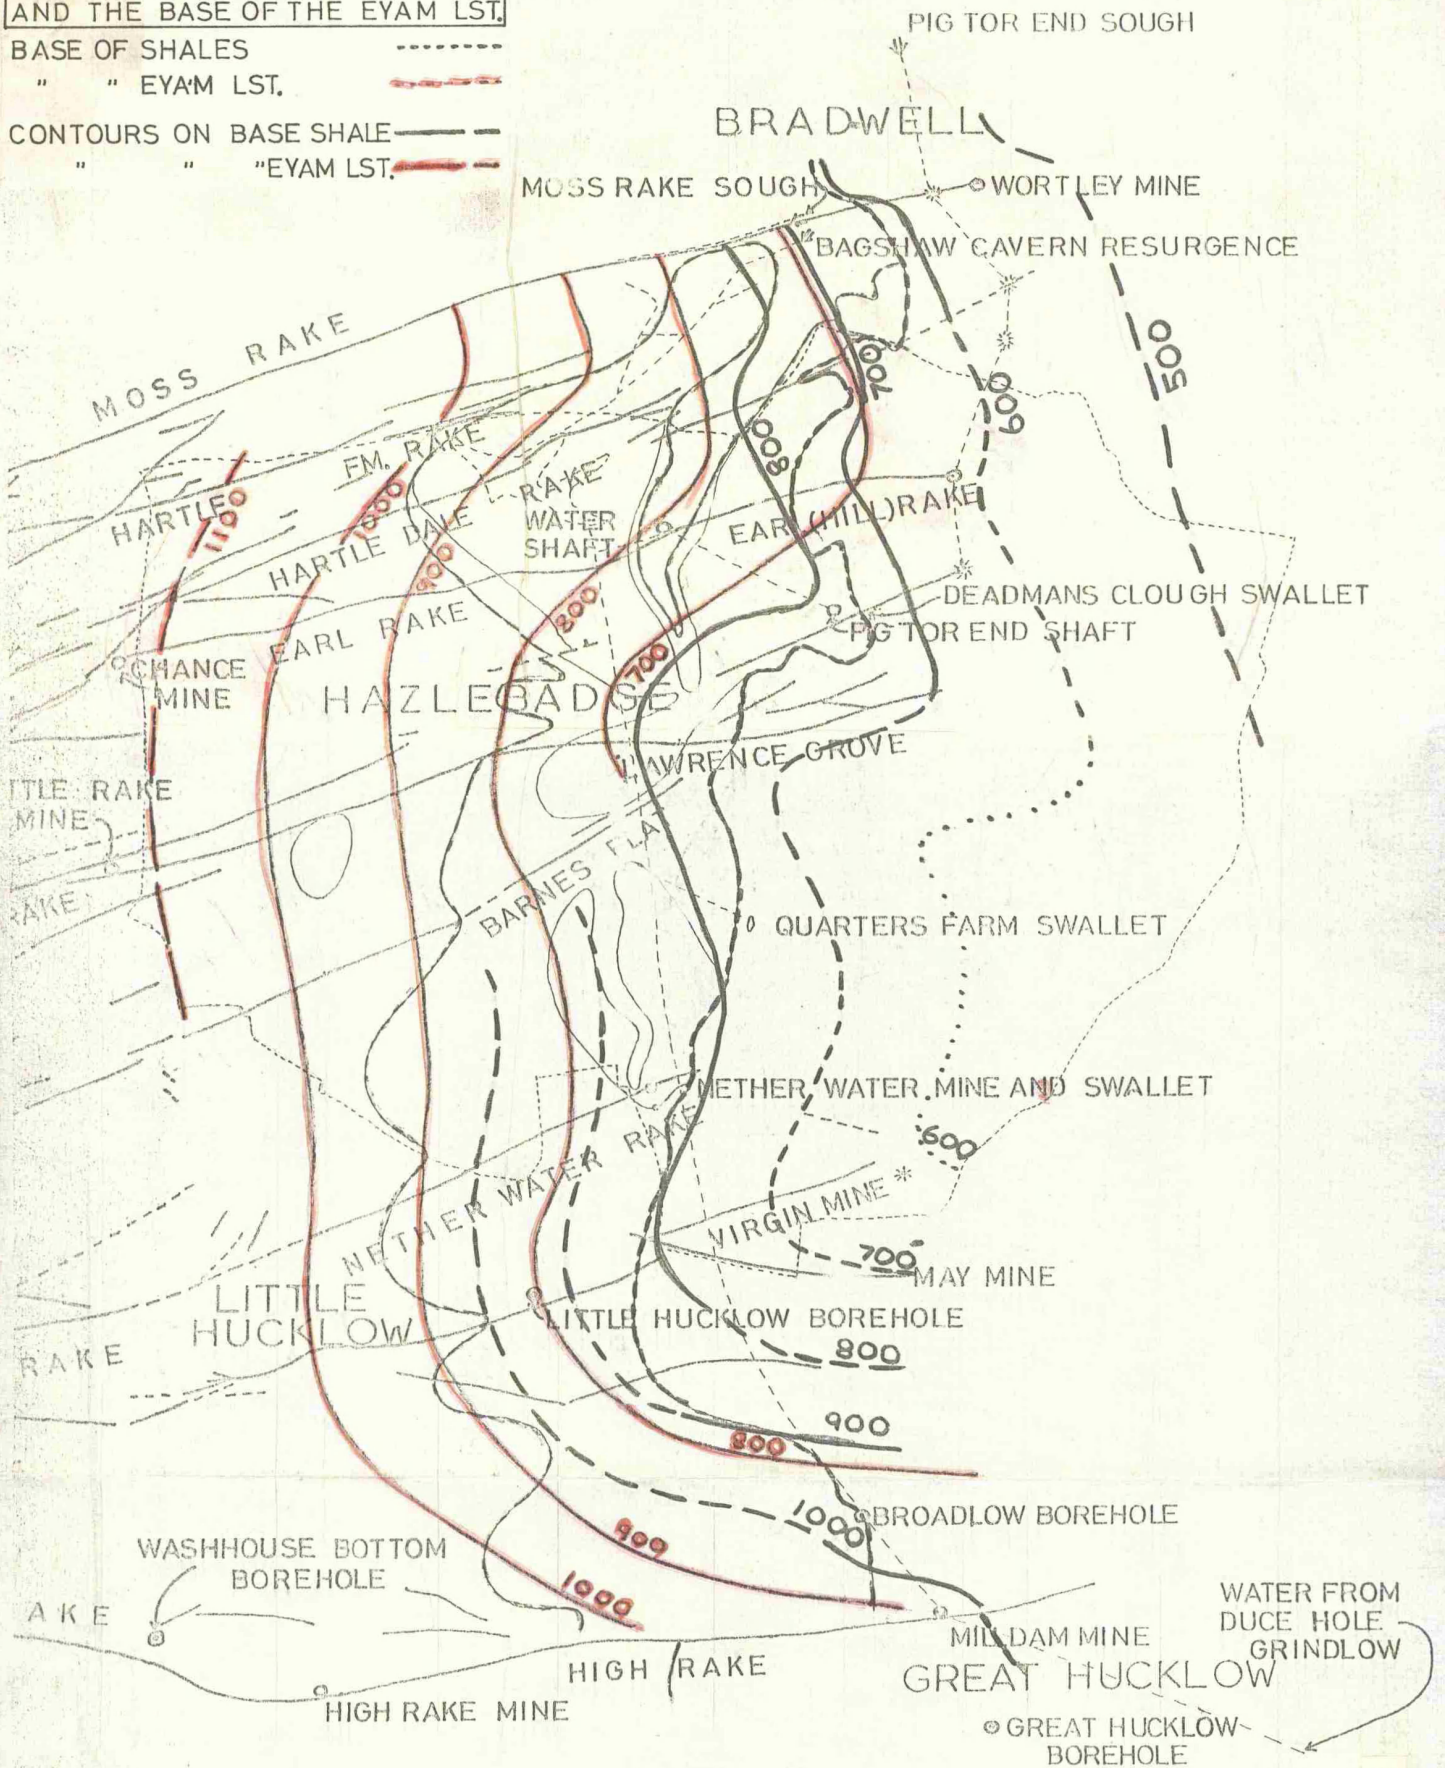 AND THE BASE OF THE EYAM LST.
BASE OF SHALES
" " EYAM LST.
CONTOURS ON BASE SHALE
" " " EYAM LST.
PIG TOR END SOUGH
BRADWELL
MOSS RAKE SOUGH
WORTLEY MINE
BAGSHAW CAVERN RESURGENCE
MOSS RAKE
500
700
600
800
FM. RAKE
1100
1000
HARTLE
HARTLE DALE
RAKE
WATER
SHAFT
EARL (HILL) RAKE
900
800
DEADMANS CLOUGH SWALLET
EARL RAKE
PIG TOR END SHAFT
CHANCE
MINE
700
HAZLEBADGE
LAWRENCE GROVE
TTLE RAKE
MINE
BARNES FLAT
RAKE
QUARTERS FARM SWALLET
NETHER WATER MINE AND SWALLET
600
NETHER WATER RAKE
VIRGIN MINE
700
MAY MINE
LITTLE
HUCKLOW
LITTLE HUCKLOW BOREHOLE
RAKE
800
900
800
1000
BROADLOW BOREHOLE
900
WASHHOUSE BOTTOM
BOREHOLE
1000
AKE
WATER FROM
DUCE HOLE
GRINDLOW
MILLDAM MINE
GREAT HUCKLOW
HIGH RAKE
HIGH RAKE MINE
GREAT HUCKLOW
BOREHOLE